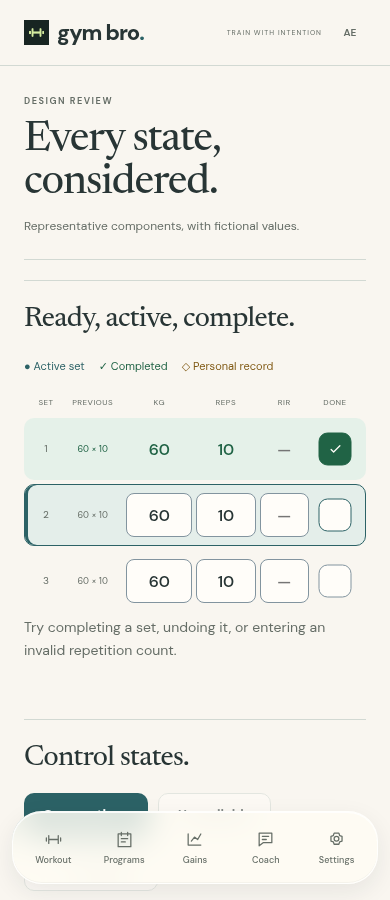 gym bro.
TRAIN WITH INTENTION
AE
DESIGN REVIEW
Every state,
considered.
Representative components, with fictional values.
Ready, active, complete.
● Active set ✓ Completed ◇ Personal record
SET PREVIOUS KG REPS RIR DONE
1 60 × 10 60 10 —
2 60 × 10 60 10 —
3 60 × 10 60 10 —
Try completing a set, undoing it, or entering an
invalid repetition count.
Control states.
Workout Programs Gains Coach Settings